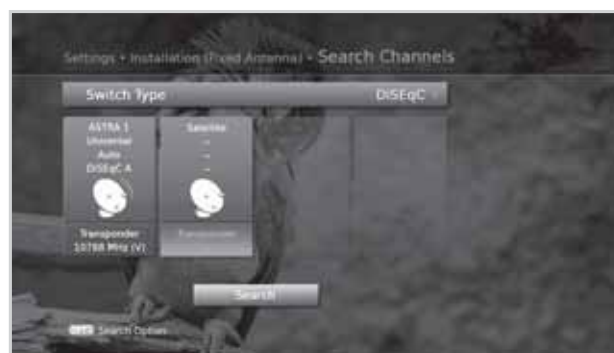 Settings • Installation (Fixed Antenna) • Search Channels
Switch Type
DiSEqC
ASTRA 1
Universal
Auto
DiSEqC A
Transponder
10788 MHz (V)
Satellite
--
--
--
Transponder
Search
Search Option